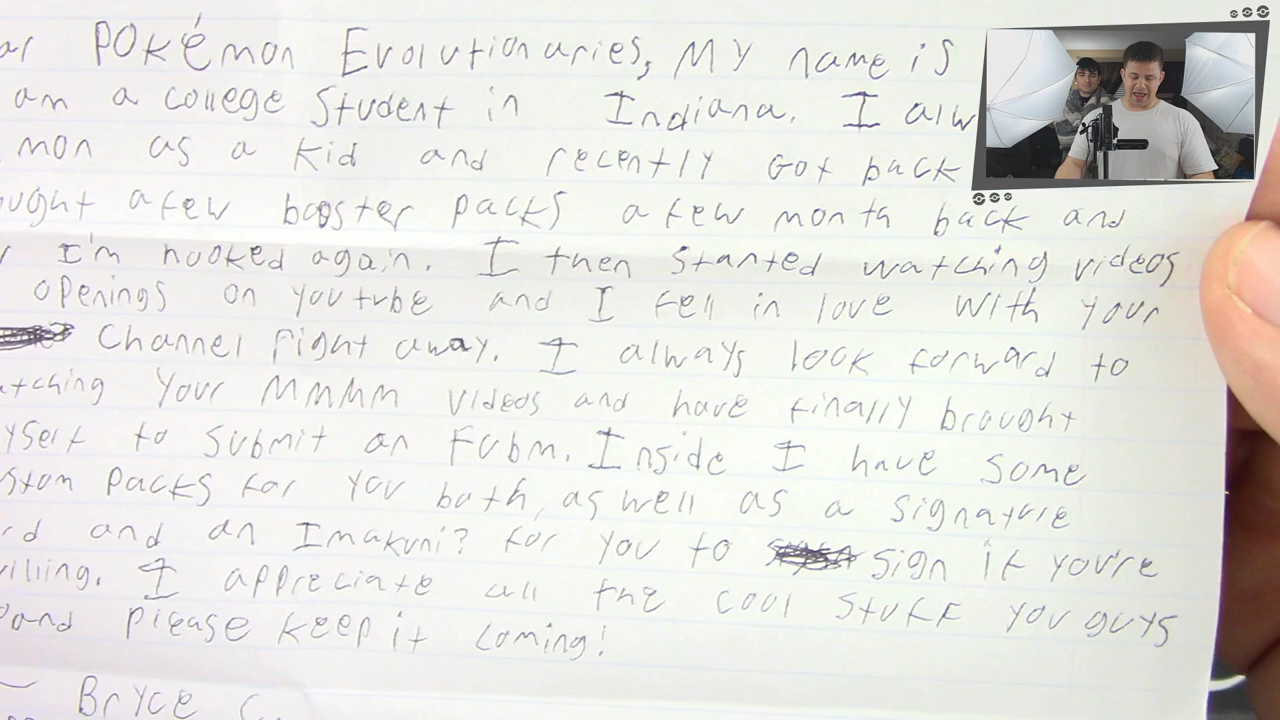 ar POKéMon Evolutionaries, MY name is
am a college Student in Indiana. I alw
mon as a kid and recently Got back
ought a few booster packs a few month back and
I'm hooked again. I then started watching videos
openings on youtube and I fell in love with your
Channel right away. I always look forward to
tching your MMMM videos and have finally brought
yself to submit an Fubm. Inside I have some
stom packs for you both, as well as a signature
rd and an Imakuni? for you to sign if you're
willing. I appreciate all the cool stuff you guys
and please keep it coming!
- Bryce C